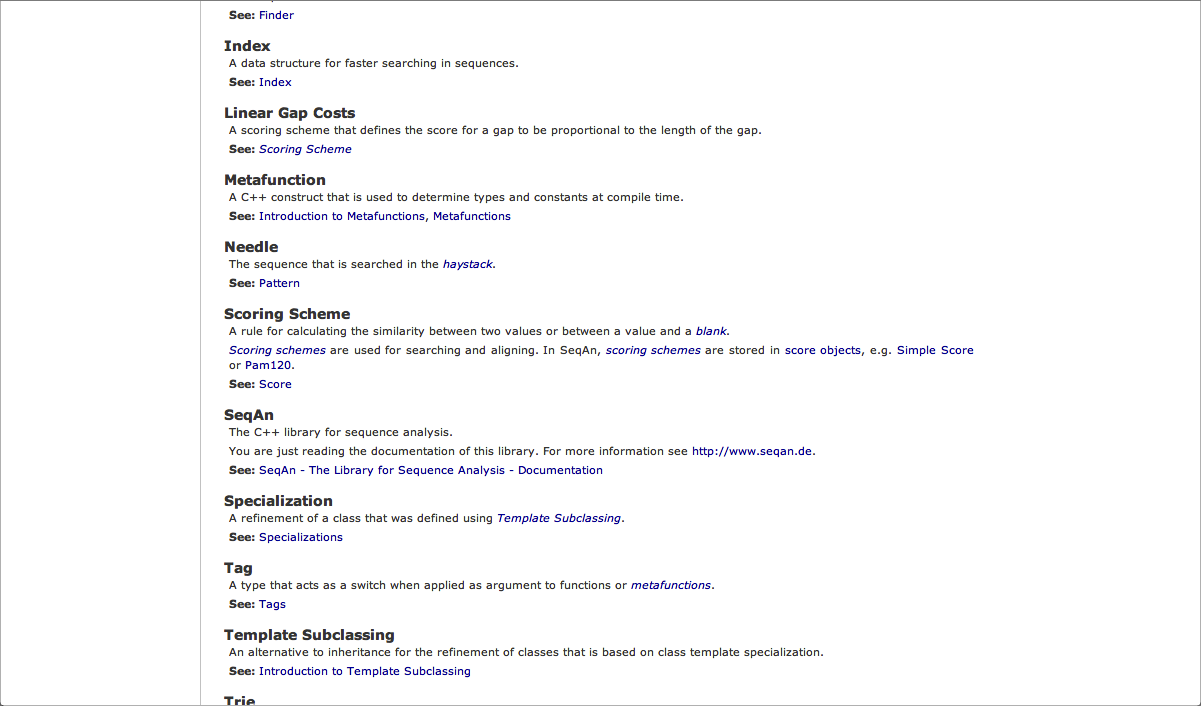 See: Finder
Index
A data structure for faster searching in sequences.
See: Index
Linear Gap Costs
A scoring scheme that defines the score for a gap to be proportional to the length of the gap.
See: Scoring Scheme
Metafunction
A C++ construct that is used to determine types and constants at compile time.
See: Introduction to Metafunctions, Metafunctions
Needle
The sequence that is searched in the haystack.
See: Pattern
Scoring Scheme
A rule for calculating the similarity between two values or between a value and a blank.
Scoring schemes are used for searching and aligning. In SeqAn, scoring schemes are stored in score objects, e.g. Simple Score
or Pam120.
See: Score
SeqAn
The C++ library for sequence analysis.
You are just reading the documentation of this library. For more information see http://www.seqan.de.
See: SeqAn - The Library for Sequence Analysis - Documentation
Specialization
A refinement of a class that was defined using Template Subclassing.
See: Specializations
Tag
A type that acts as a switch when applied as argument to functions or metafunctions.
See: Tags
Template Subclassing
An alternative to inheritance for the refinement of classes that is based on class template specialization.
See: Introduction to Template Subclassing
Trie